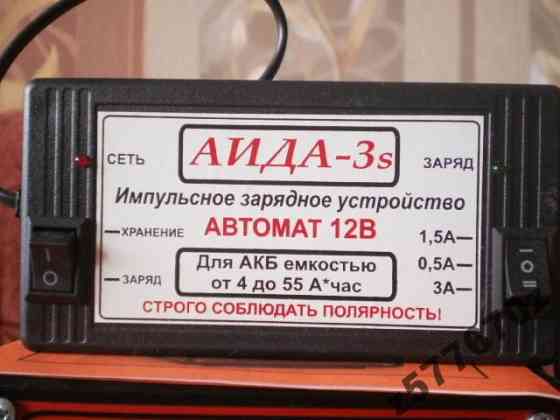 АИДА-3s
СЕТЬ
ЗАРЯД
Импульсное зарядное устройство
ХРАНЕНИЕ
АВТОМАТ 12В
1,5А
Для АКБ емкостью
0,5А
ЗАРЯД
от 4 до 55 А*час
3А
СТРОГО СОБЛЮДАТЬ ПОЛЯРНОСТЬ!